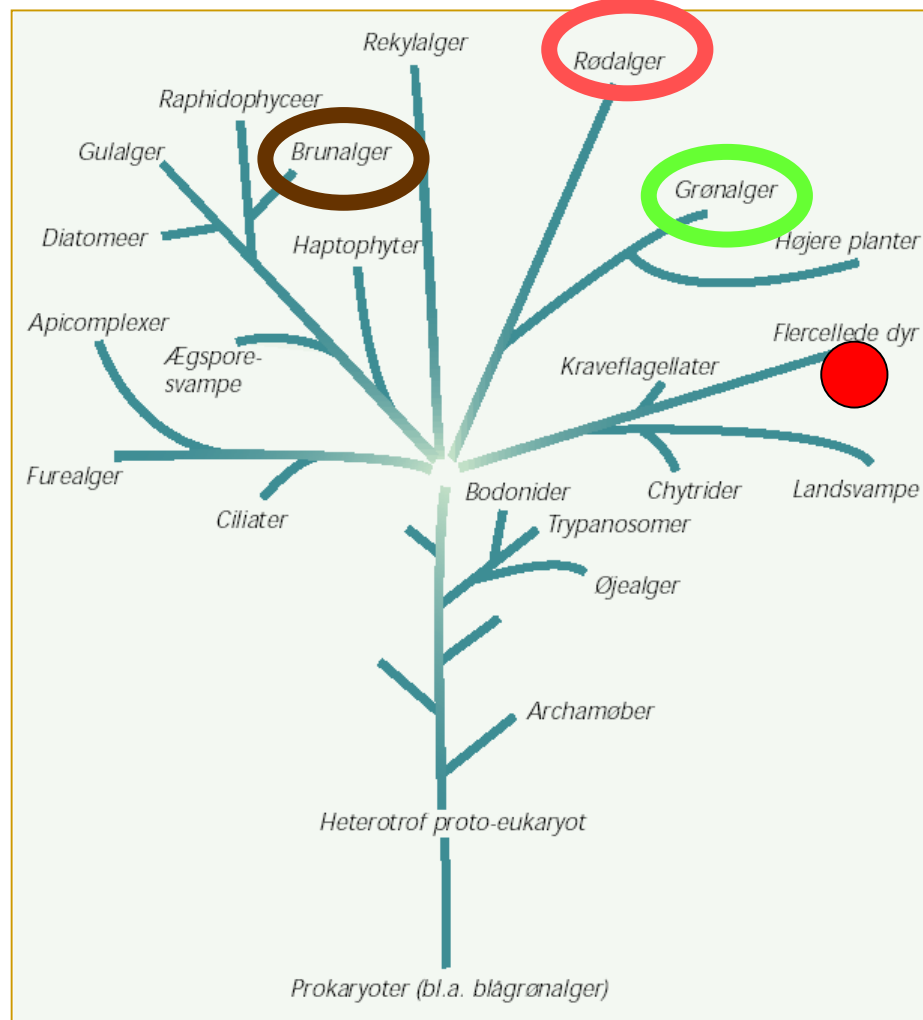 Rekylalger
Rødalger
Raphidophyceer
Gulalger
Brunalger
Grønalger
Diatomeer
Haptophyter
Højere planter
Apicomplexer
Ægspore-
svampe
Flercellede dyr
Kraveflagellater
Furealger
Ciliater
Bodonider
Chytrider
Landsvampe
Trypanosomer
Øjealger
Archamøber
Heterotrof proto-eukaryot
Prokaryoter (bl.a. blågrønalger)